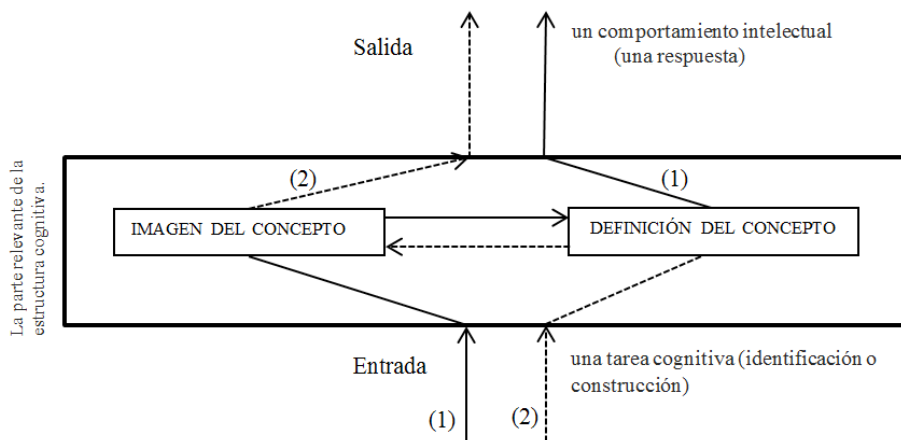 Salida
un comportamiento intelectual
(una respuesta)
La parte relevante de la
estructura cognitiva.
(2)
(1)
IMAGEN DEL CONCEPTO
DEFINICIÓN DEL CONCEPTO
Entrada
una tarea cognitiva (identificación o
construcción)
(1)
(2)